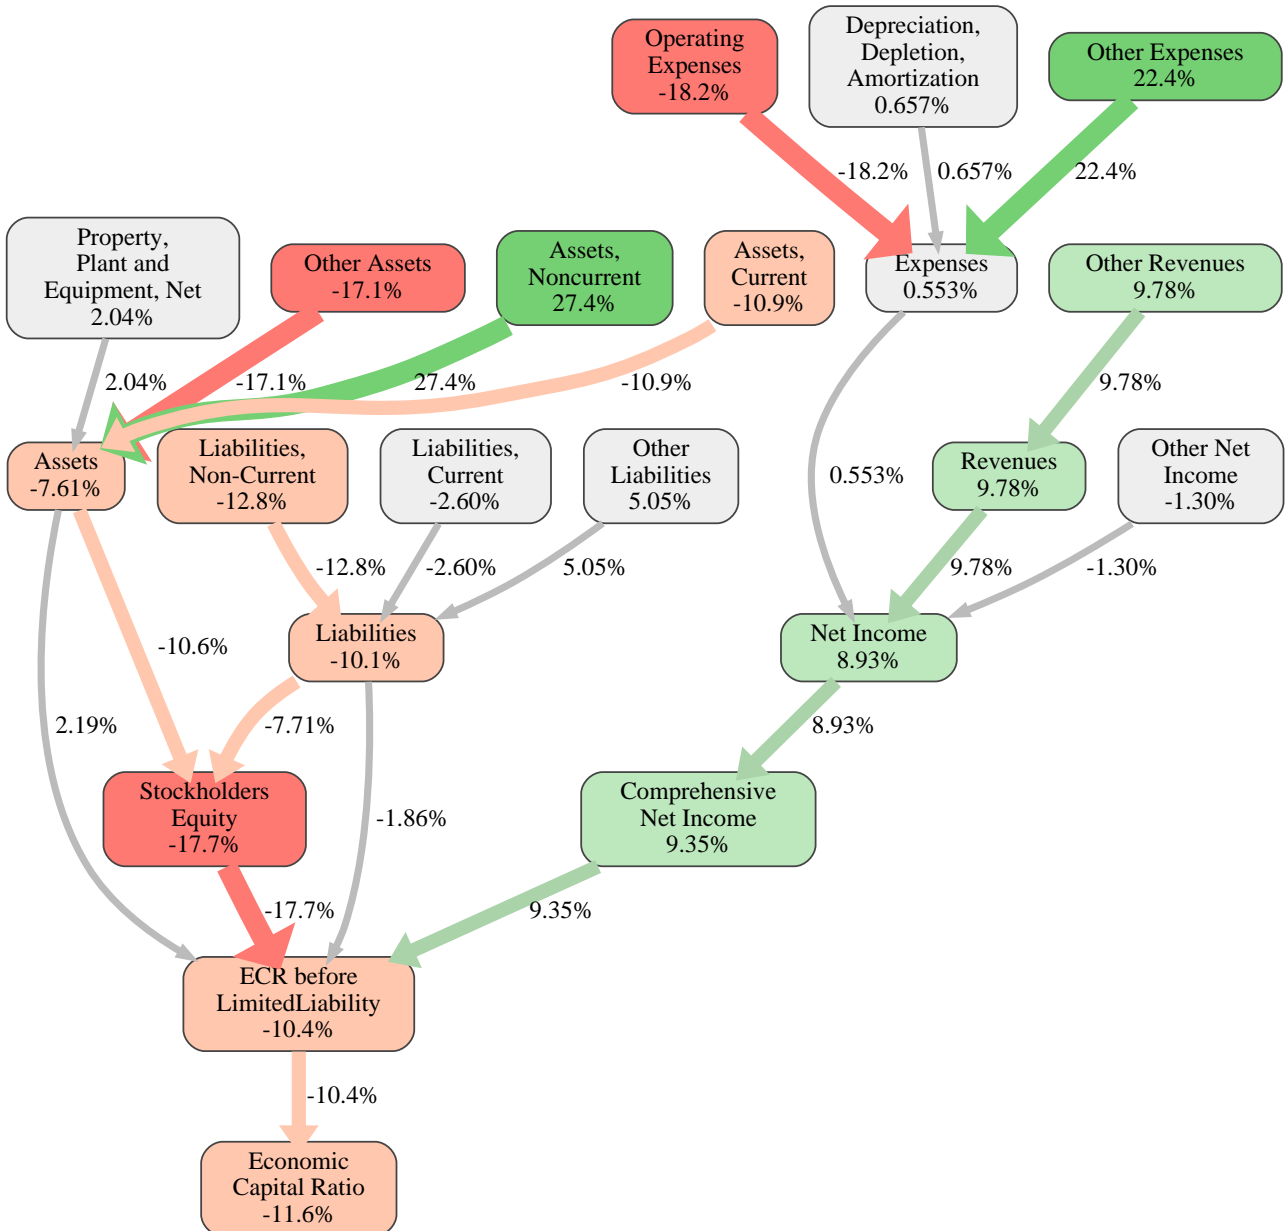 Operating
Expenses
-18.2%
Depreciation,
Depletion,
Amortization
0.657%
Other Expenses
22.4%
-18.2%
0.657%
22.4%
Property,
Plant and
Equipment, Net
2.04%
Other Assets
-17.1%
Assets,
Noncurrent
27.4%
Assets,
Current
-10.9%
Expenses
0.553%
Other Revenues
9.78%
2.04%
-17.1%
27.4%
-10.9%
9.78%
Assets
-7.61%
Liabilities,
Non-Current
-12.8%
Liabilities,
Current
-2.60%
Other
Liabilities
5.05%
0.553%
Revenues
9.78%
Other Net
Income
-1.30%
-12.8%
-2.60%
5.05%
9.78%
-1.30%
-10.6%
Liabilities
-10.1%
Net Income
8.93%
2.19%
-7.71%
8.93%
Stockholders
Equity
-17.7%
-1.86%
Comprehensive
Net Income
9.35%
-17.7%
9.35%
ECR before
LimitedLiability
-10.4%
-10.4%
Economic
Capital Ratio
-11.6%